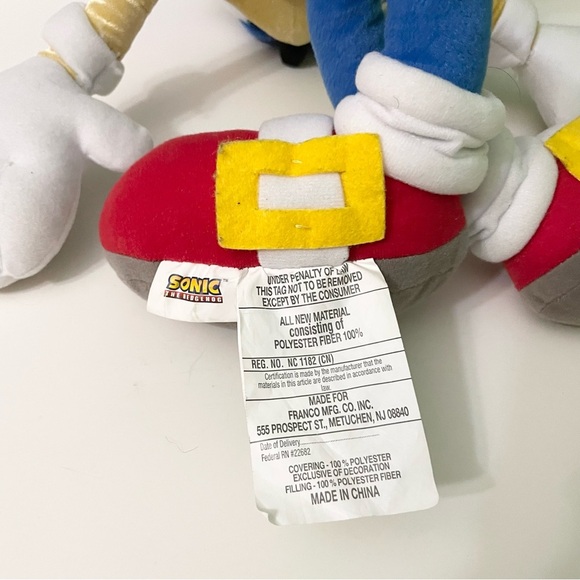 SONIC
THE HEDGEHOG
UNDER PENALTY OF LAW
THIS TAG NOT TO BE REMOVED
EXCEPT BY THE CONSUMER
ALL NEW MATERIAL
consisting of
POLYESTER FIBER 100%
REG. NO. NC 1182 (CN)
Certification is made by the manufacturer that the
materials in this article are described in accordance with
law.
MADE FOR
FRANCO MFG. CO. INC.
555 PROSPECT ST., METUCHEN, NJ 08840
Date of Delivery
Federal RN #22682
COVERING - 100% POLYESTER
EXCLUSIVE OF DECORATION
FILLING - 100% POLYESTER FIBER
MADE IN CHINA